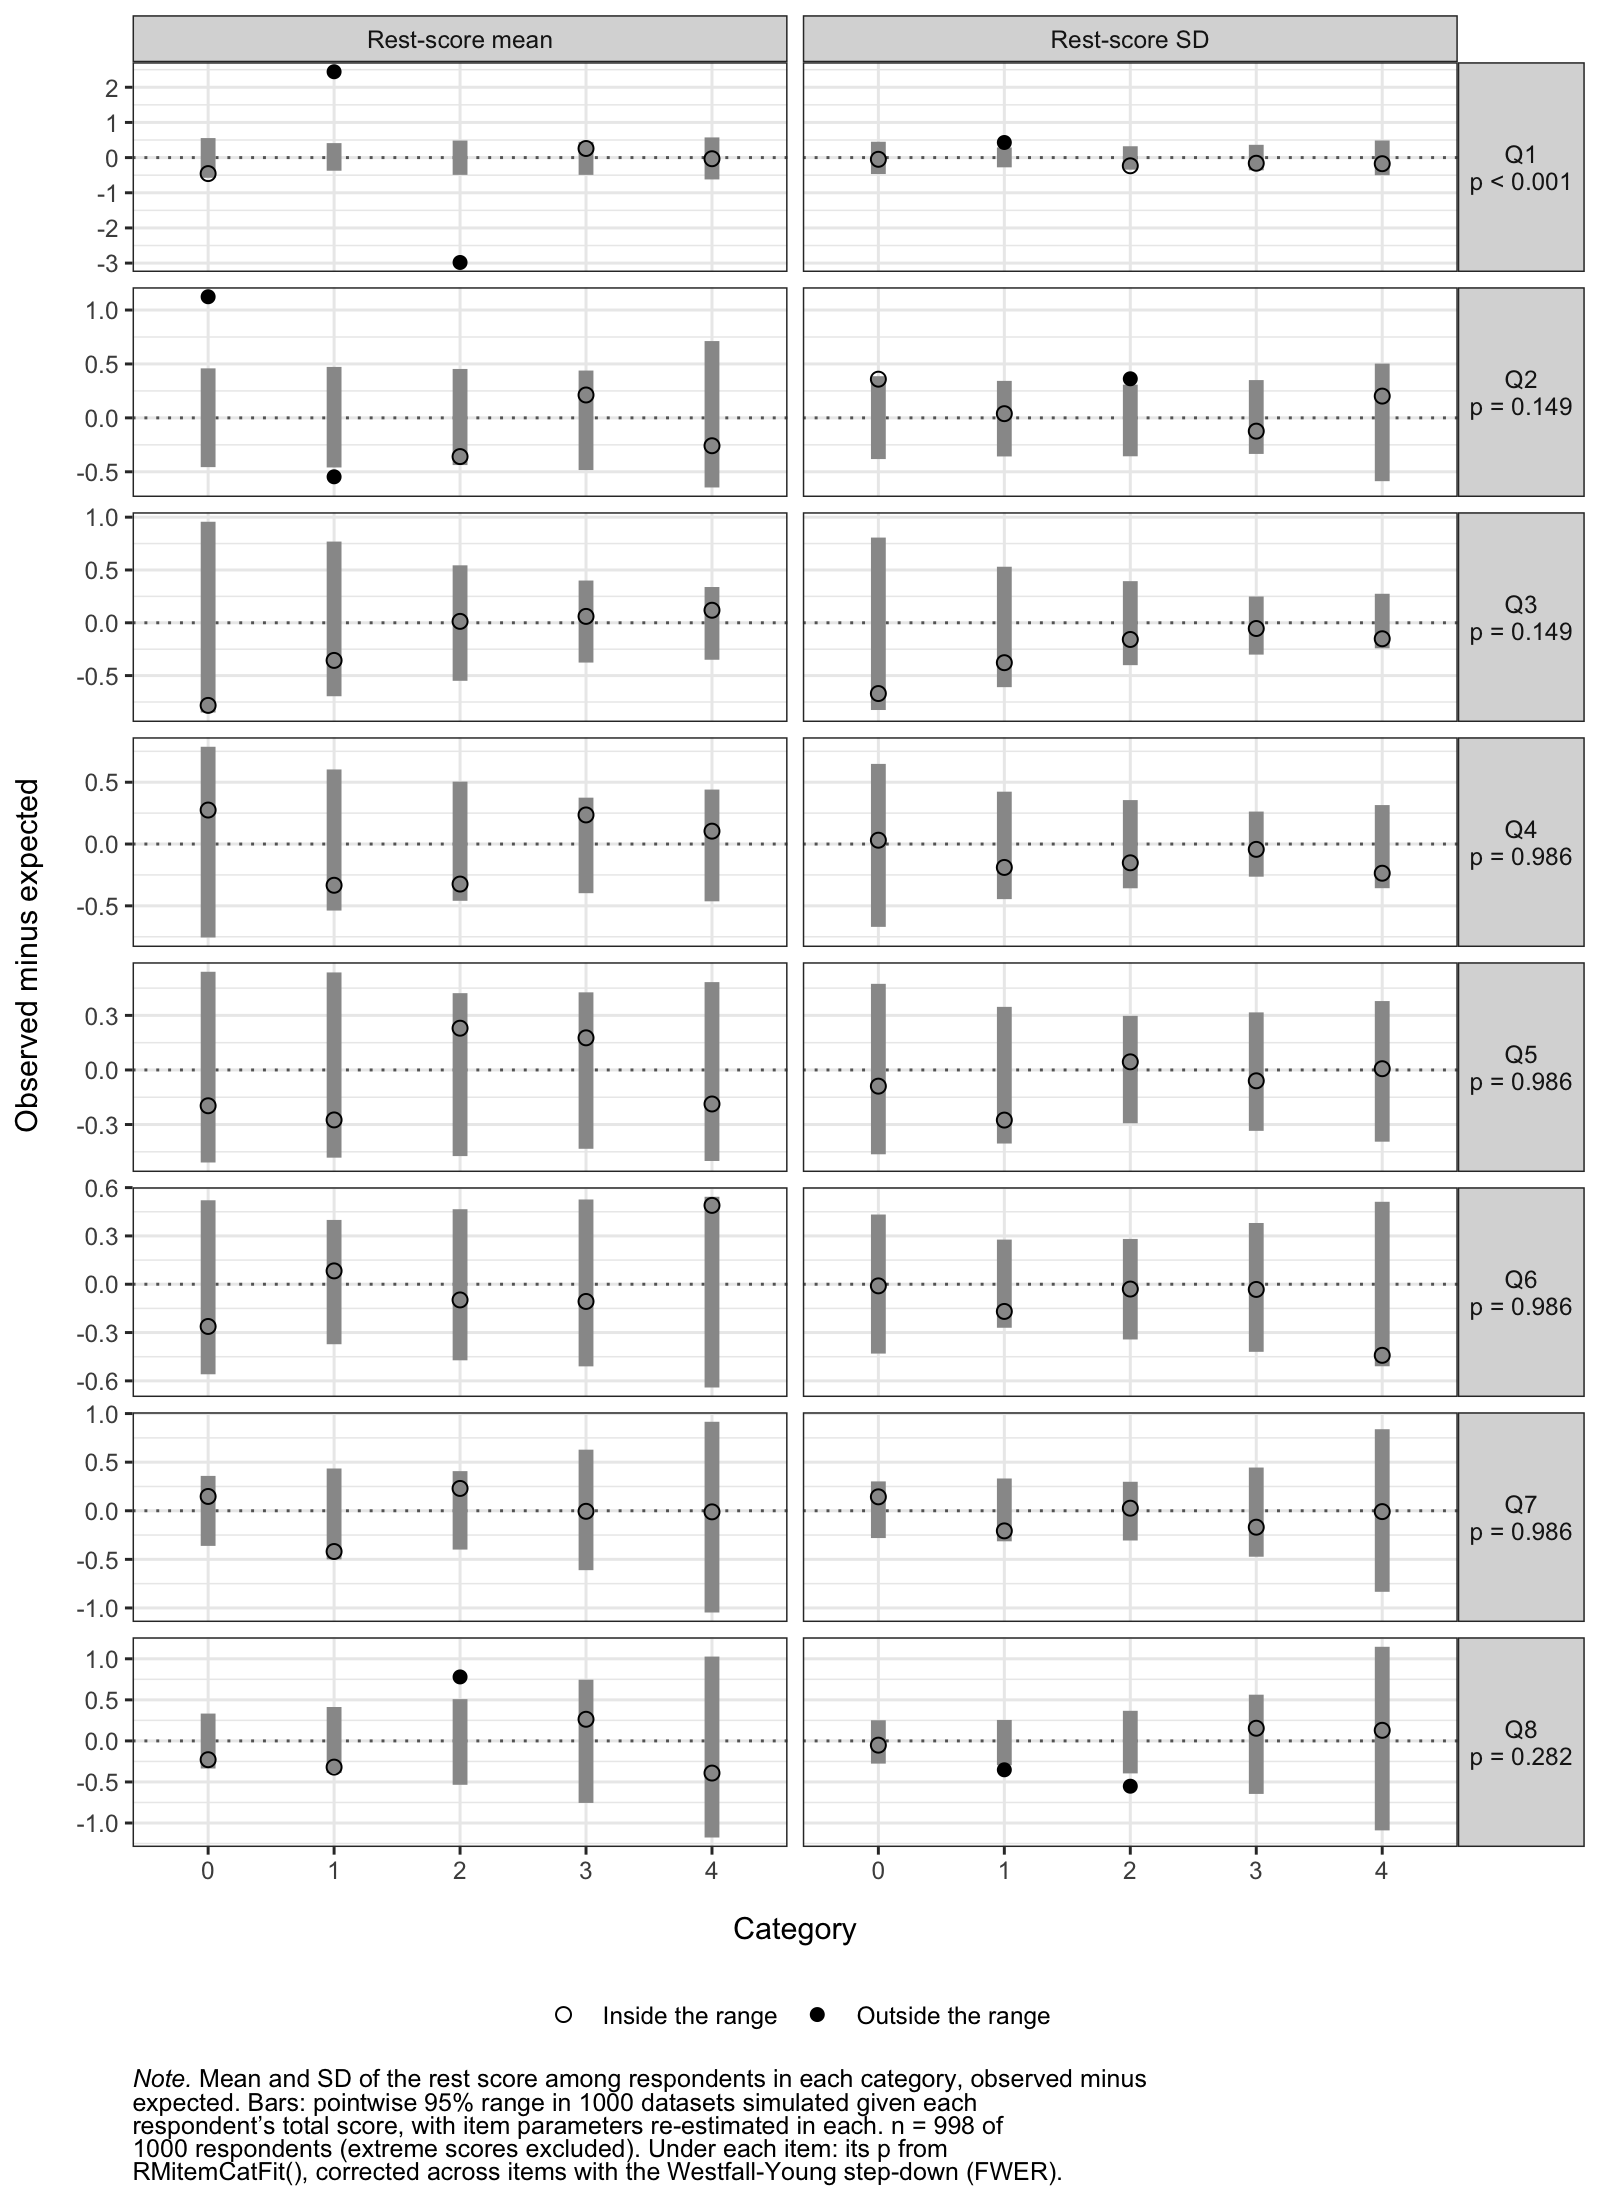 Rest-score mean
Rest-score SD
2
1
0
-1
-2
-3
Q1
p < 0.001
1.0
0.5
0.0
-0.5
Q2
p = 0.149
1.0
0.5
0.0
-0.5
Q3
p = 0.149
0.5
0.0
-0.5
Q4
p = 0.986
0.3
0.0
-0.3
Q5
p = 0.986
0.6
0.3
0.0
-0.3
-0.6
Q6
p = 0.986
1.0
0.5
0.0
-0.5
-1.0
Q7
p = 0.986
1.0
0.5
0.0
-0.5
-1.0
Q8
p = 0.282
Observed minus expected
0 1 2 3 4
0 1 2 3 4
Category
Inside the range
Outside the range
Note. Mean and SD of the rest score among respondents in each category, observed minus
expected. Bars: pointwise 95% range in 1000 datasets simulated given each
respondent’s total score, with item parameters re-estimated in each. n = 998 of
1000 respondents (extreme scores excluded). Under each item: its p from
RMitemCatFit(), corrected across items with the Westfall-Young step-down (FWER).